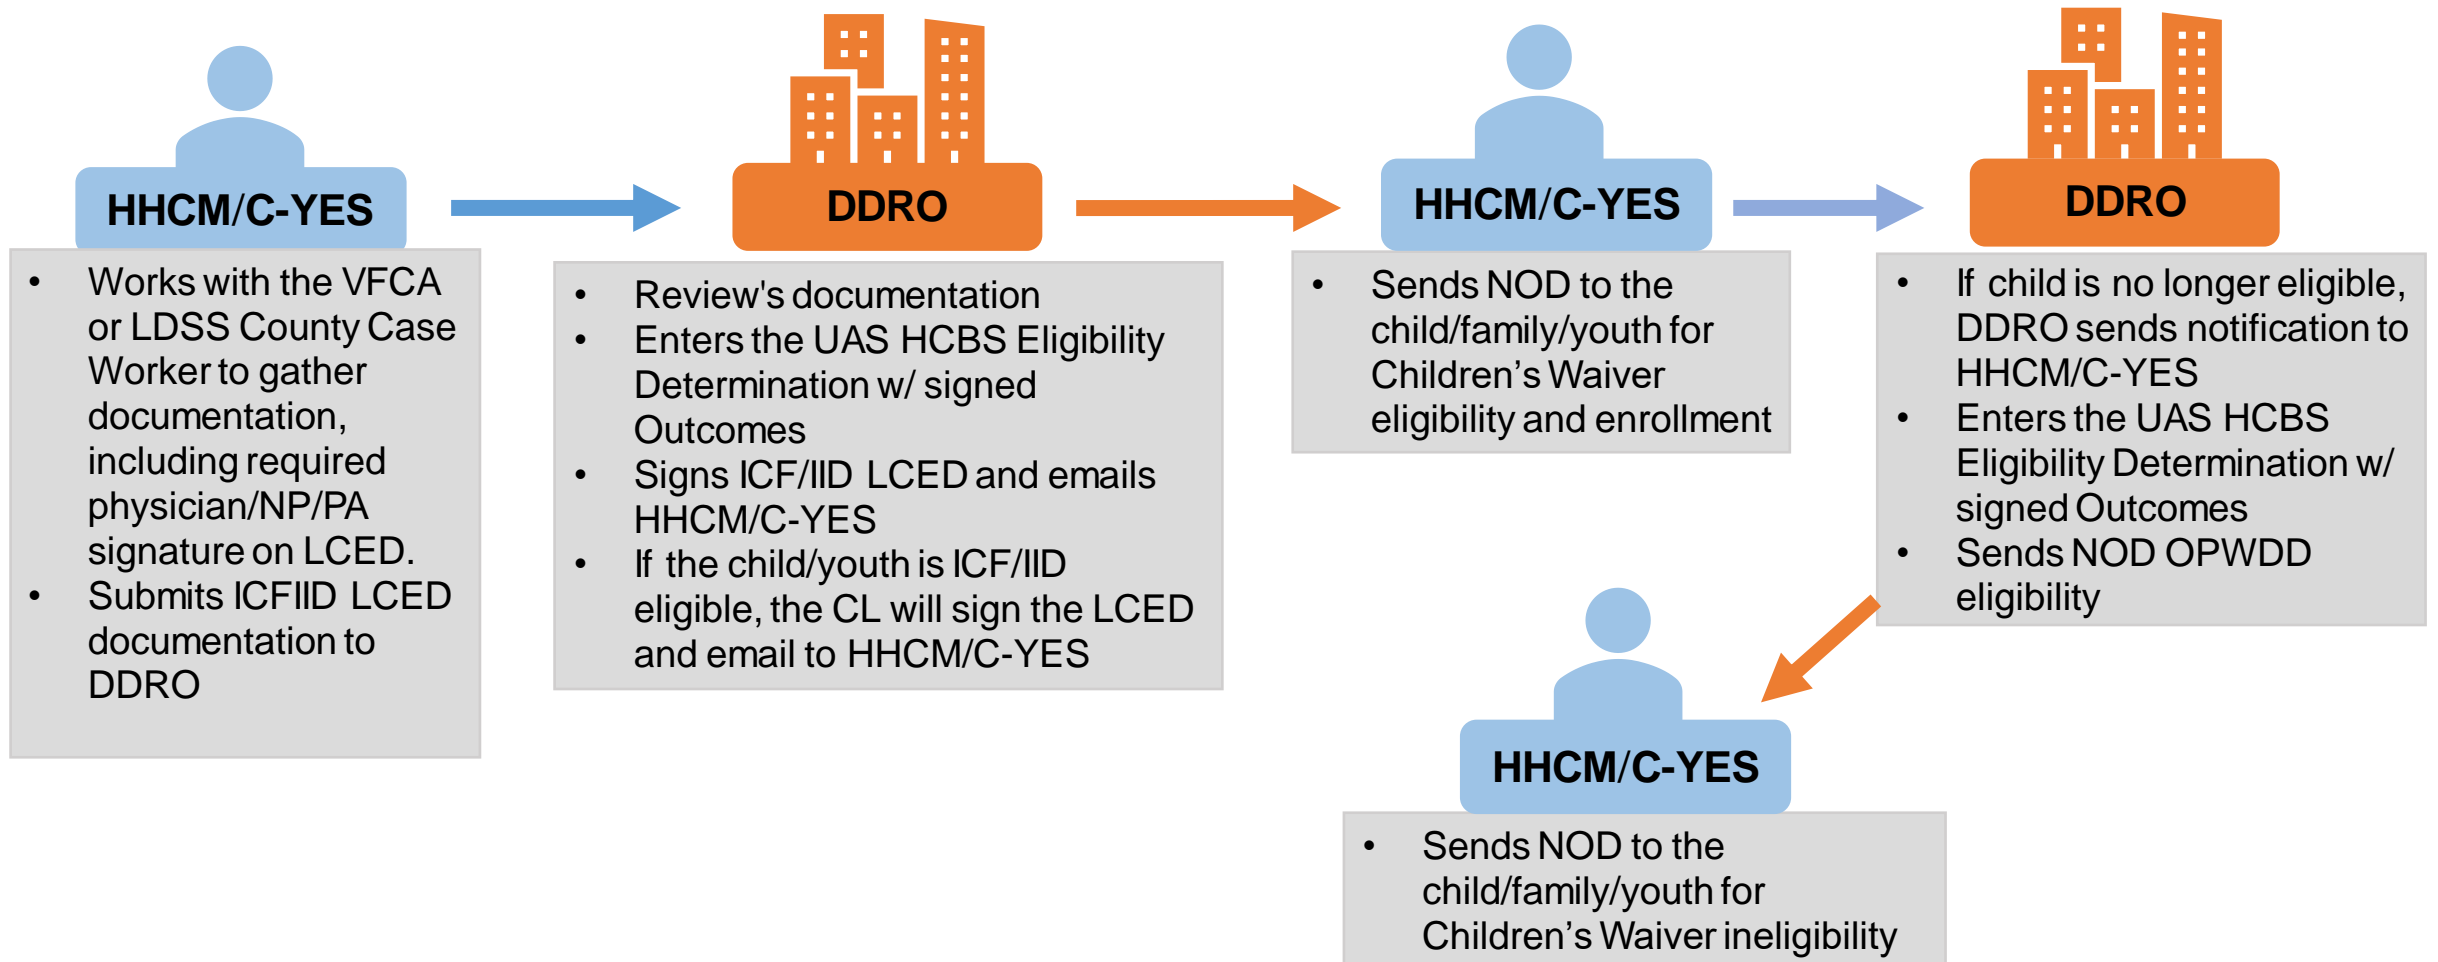 HHCM/C-YES
• Works with the VFCA
or LDSS County Case
Worker to gather
documentation,
including required
physician/NP/PA
signature on LCED.
• Submits ICFIID LCED
documentation to
DDRO
DDRO
• Review's documentation
• Enters the UAS HCBS Eligibility
Determination w/ signed
Outcomes
• Signs ICF/IID LCED and emails
HHCM/C-YES
• If the child/youth is ICF/IID
eligible, the CL will sign the LCED
and email to HHCM/C-YES
HHCM/C-YES
• Sends NOD to the
child/family/youth for
Children’s Waiver
eligibility and enrollment
DDRO
• If child is no longer eligible,
DDRO sends notification to
HHCM/C-YES
• Enters the UAS HCBS
Eligibility Determination w/
signed Outcomes
• Sends NOD OPWDD
eligibility
HHCM/C-YES
• Sends NOD to the
child/family/youth for
Children’s Waiver ineligibility